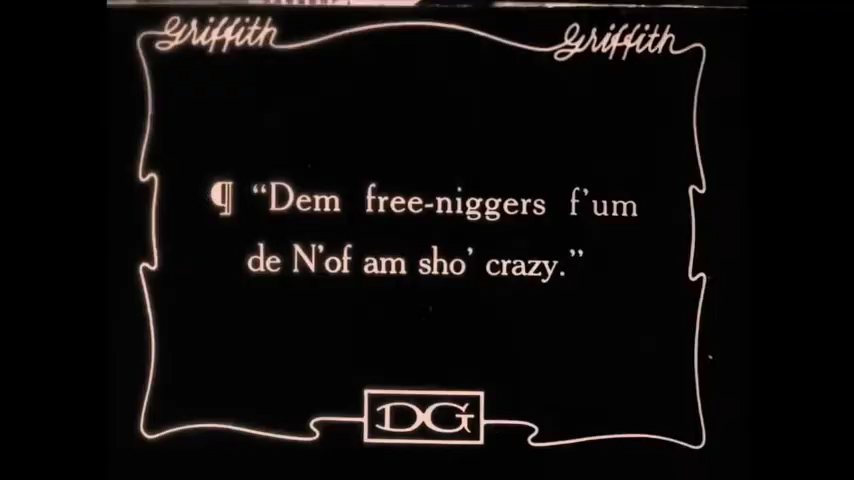 Griffith Griffith
¶ “Dem free-niggers f’um
de N’of am sho’ crazy.”
DG